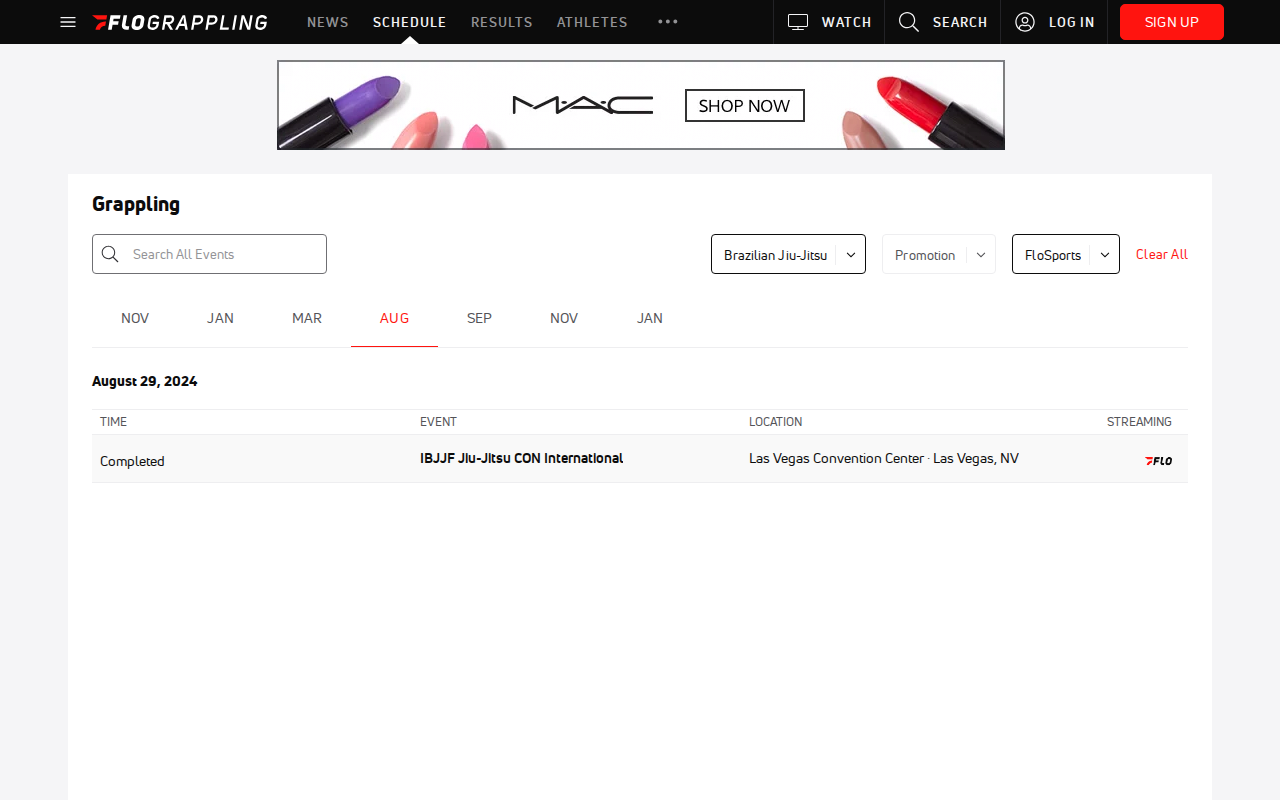 FLOGRAPPLING NEWS SCHEDULE RESULTS ATHLETES WATCH SEARCH LOG IN SIGN UP
MAC SHOP NOW
Grappling
Search All Events Brazilian Jiu-Jitsu Promotion FloSports Clear All
NOV JAN MAR AUG SEP NOV JAN
August 29, 2024
TIME EVENT LOCATION STREAMING
Completed IBJJF Jiu-Jitsu CON International Las Vegas Convention Center · Las Vegas, NV FLO